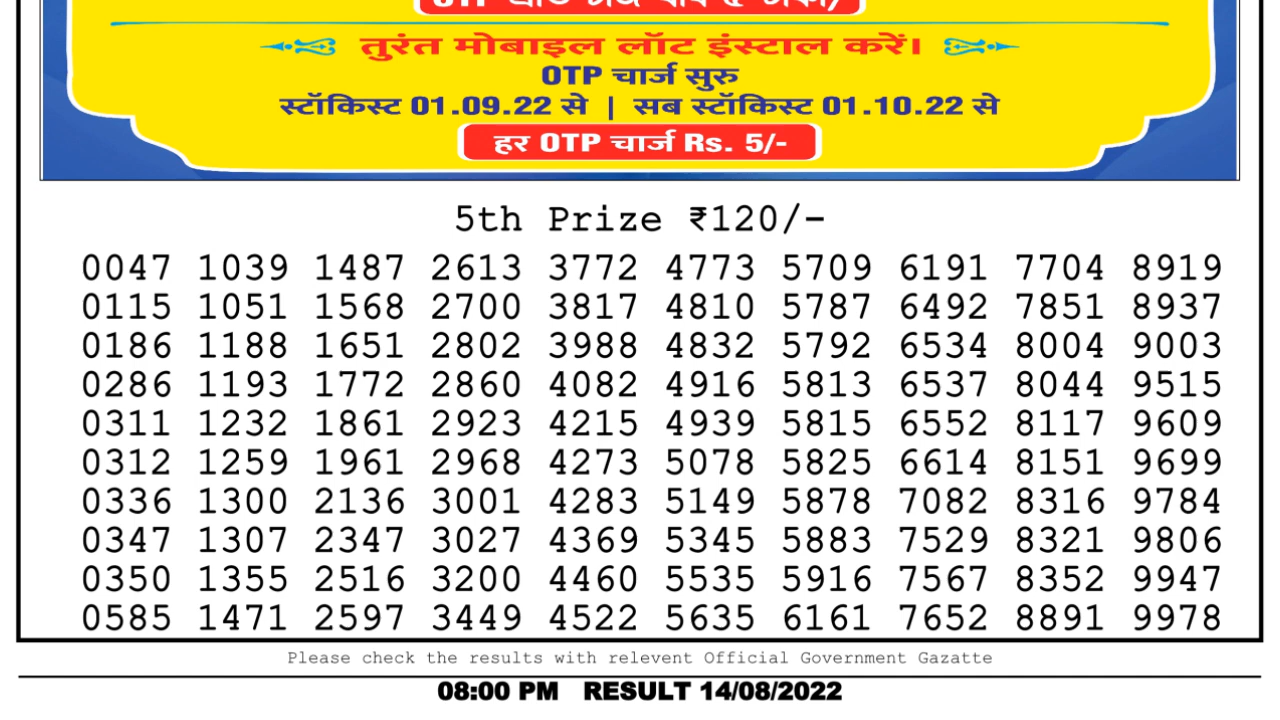 तुरंत मोबाइल लॉट इंस्टाल करें।
OTP चार्ज सुरु
स्टॉकिस्ट 01.09.22 से | सब स्टॉकिस्ट 01.10.22 से
हर OTP चार्ज Rs. 5/-
5th Prize ₹120/-
0047 1039 1487 2613 3772 4773 5709 6191 7704 8919
0115 1051 1568 2700 3817 4810 5787 6492 7851 8937
0186 1188 1651 2802 3988 4832 5792 6534 8004 9003
0286 1193 1772 2860 4082 4916 5813 6537 8044 9515
0311 1232 1861 2923 4215 4939 5815 6552 8117 9609
0312 1259 1961 2968 4273 5078 5825 6614 8151 9699
0336 1300 2136 3001 4283 5149 5878 7082 8316 9784
0347 1307 2347 3027 4369 5345 5883 7529 8321 9806
0350 1355 2516 3200 4460 5535 5916 7567 8352 9947
0585 1471 2597 3449 4522 5635 6161 7652 8891 9978
Please check the results with relevent Official Government Gazatte
08:00 PM RESULT 14/08/2022